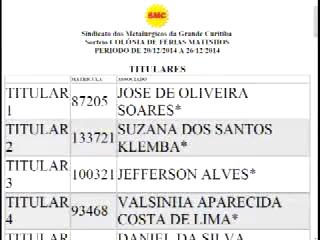 SMC
Sindicato dos Metalúrgicos da Grande Curitiba
Sorteio COLÔNIA DE FÉRIAS MATINHOS
PERÍODO DE 20/12/2014 A 26/12/2014
TITULARES
MATRICULA ASSOCIADO
TITULAR 1 87205 JOSE DE OLIVEIRA SOARES*
TITULAR 2 133721 SUZANA DOS SANTOS KLEMBA*
TITULAR 3 100321 JEFFERSON ALVES*
TITULAR 4 93468 VALSINHA APARECIDA COSTA DE LIMA*
TITULAR DANIEL DA SILVA